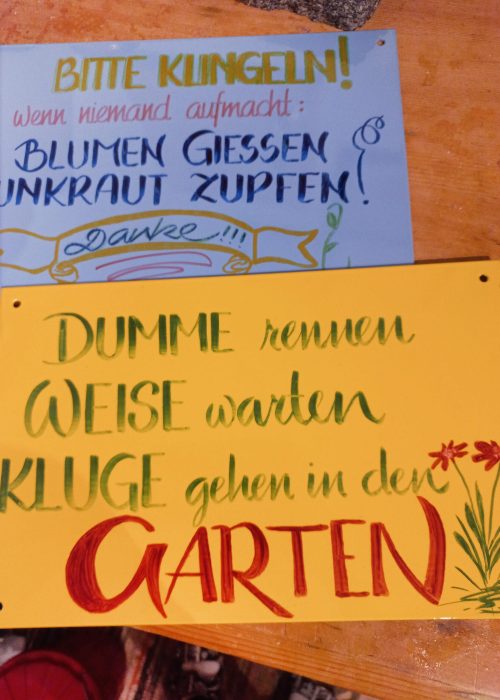 BITTE KLINGELN!
wenn niemand aufmacht:
BLUMEN GIESSEN
UNKRAUT ZUPFEN!
Danke!!!
DUMME rennen
WEISE warten
KLUGE gehen in den
GARTEN